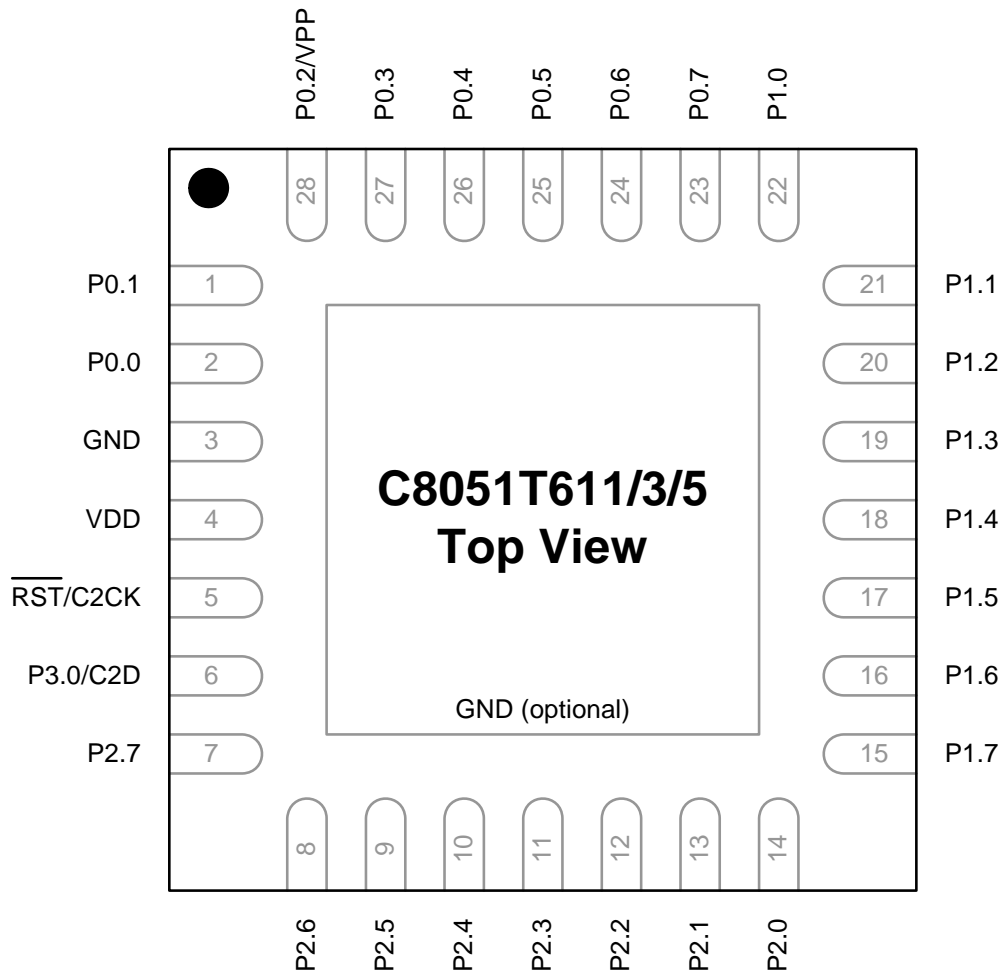 P0.2/VPP
P0.3
P0.4
P0.5
P0.6
P0.7
P1.0
28
27
26
25
24
23
22
P0.1
1
21
P1.1
P0.0
2
20
P1.2
GND
3
19
P1.3
C8051T611/3/5
Top View
VDD
4
18
P1.4
RST/C2CK
5
17
P1.5
P3.0/C2D
6
16
P1.6
GND (optional)
P2.7
7
15
P1.7
8
9
10
11
12
13
14
P2.6
P2.5
P2.4
P2.3
P2.2
P2.1
P2.0